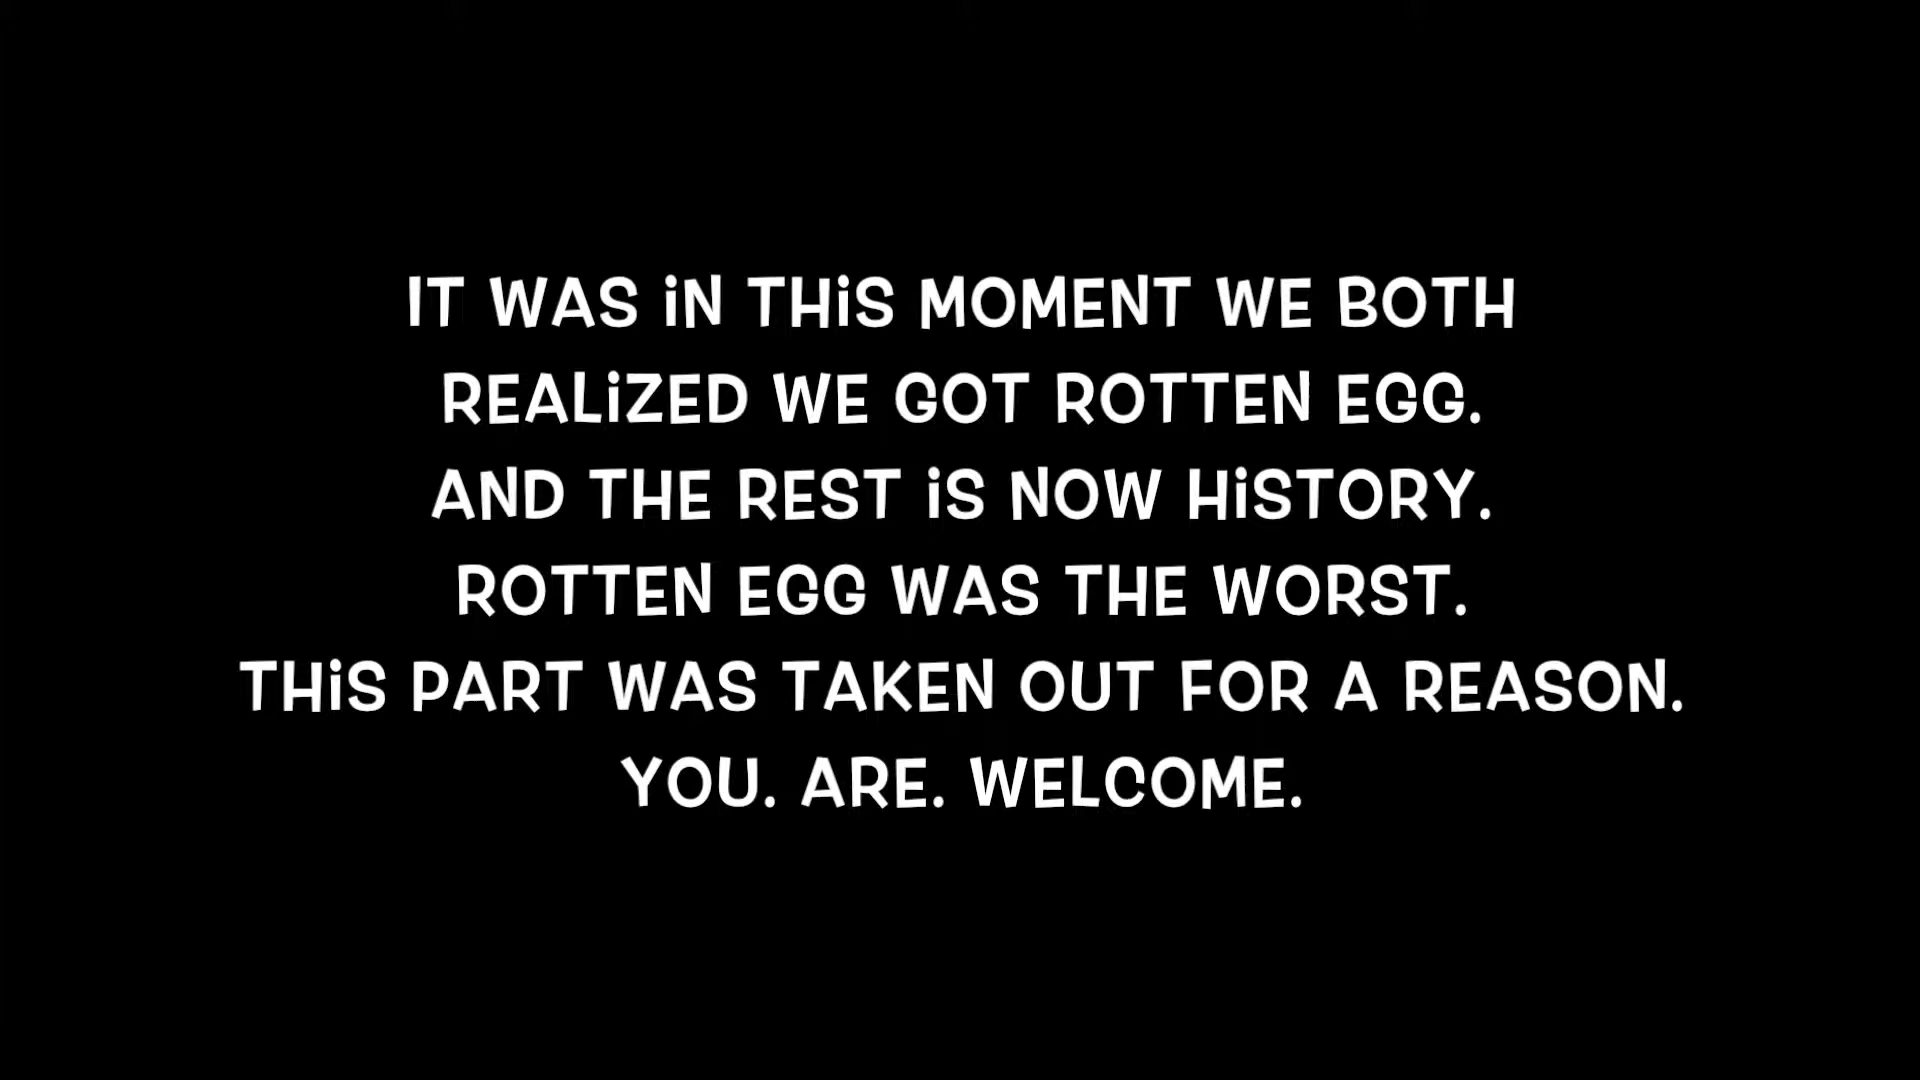 IT WAS iN THiS MOMENT WE BOTH
REALiZED WE GOT ROTTEN EGG.
AND THE REST iS NOW HiSTORY.
ROTTEN EGG WAS THE WORST.
THiS PART WAS TAKEN OUT FOR A REASON.
YOU. ARE. WELCOME.